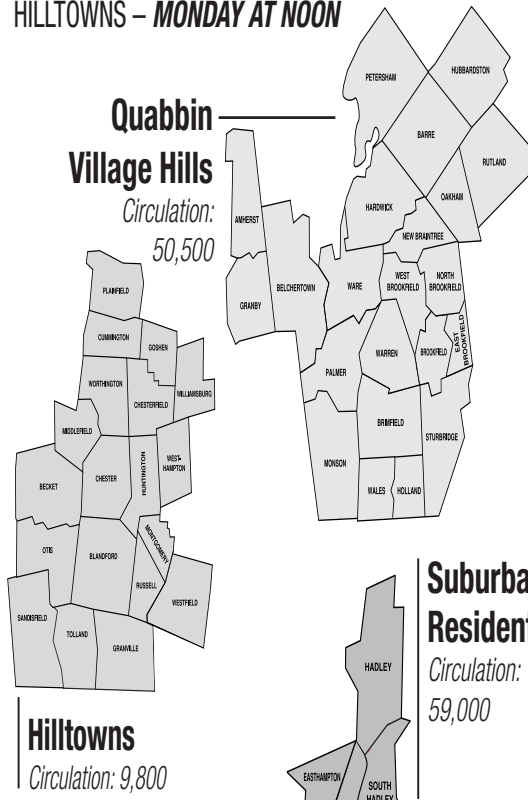 HILLTOWNS – MONDAY AT NOON
Quabbin
Village Hills
Circulation:
50,500
PETERSHAM
HUBBARDSTON
BARRE
RUTLAND
OAKHAM
HARDWICK
NEW BRAINTREE
AMHERST
BELCHERTOWN
GRANBY
WARE
WEST
BROOKFIELD
NORTH
BROOKFIELD
EAST
BROOKFIELD
BROOKFIELD
WARREN
PALMER
BRIMFIELD
STURBRIDGE
MONSON
WALES
HOLLAND
PLAINFIELD
CUMMINGTON
GOSHEN
WORTHINGTON
CHESTERFIELD
WILLIAMSBURG
MIDDLEFIELD
CHESTER
HUNTINGTON
WEST-
HAMPTON
BECKET
OTIS
BLANDFORD
MONTGOMERY
RUSSELL
WESTFIELD
SANDISFIELD
TOLLAND
GRANVILLE
Hilltowns
Circulation: 9,800
Suburba
Resident
Circulation:
59,000
HADLEY
EASTHAMPTON
SOUTH
HADLEY